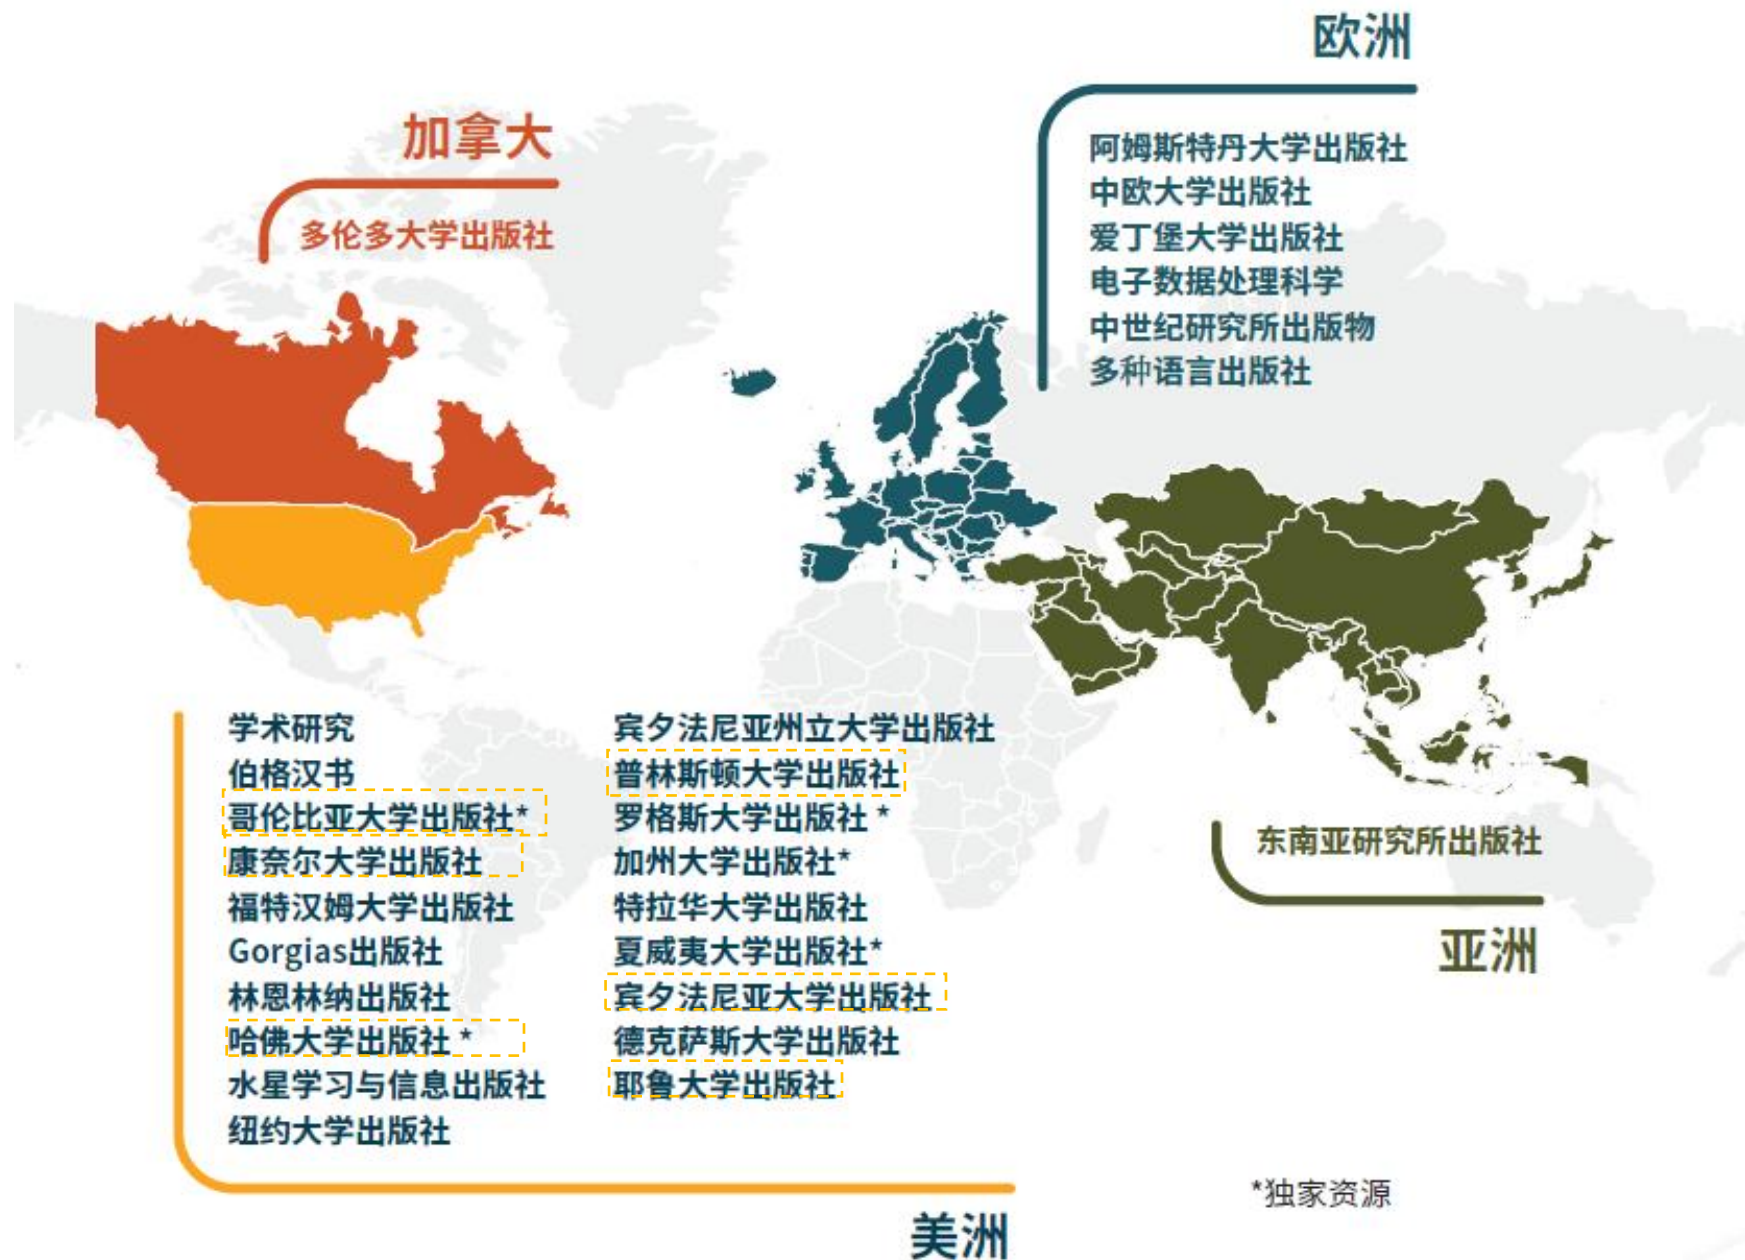 欧洲
阿姆斯特丹大学出版社
中欧大学出版社
爱丁堡大学出版社
电子数据处理科学
中世纪研究所出版物
多种语言出版社
加拿大
多伦多大学出版社
学术研究
伯格汉书
哥伦比亚大学出版社*
康奈尔大学出版社
福特汉姆大学出版社
Gorgias出版社
林恩林纳出版社
哈佛大学出版社 *
水星学习与信息出版社
纽约大学出版社
宾夕法尼亚州立大学出版社
普林斯顿大学出版社
罗格斯大学出版社 *
加州大学出版社*
特拉华大学出版社
夏威夷大学出版社*
宾夕法尼亚大学出版社
德克萨斯大学出版社
耶鲁大学出版社
美洲
东南亚研究所出版社
亚洲
*独家资源